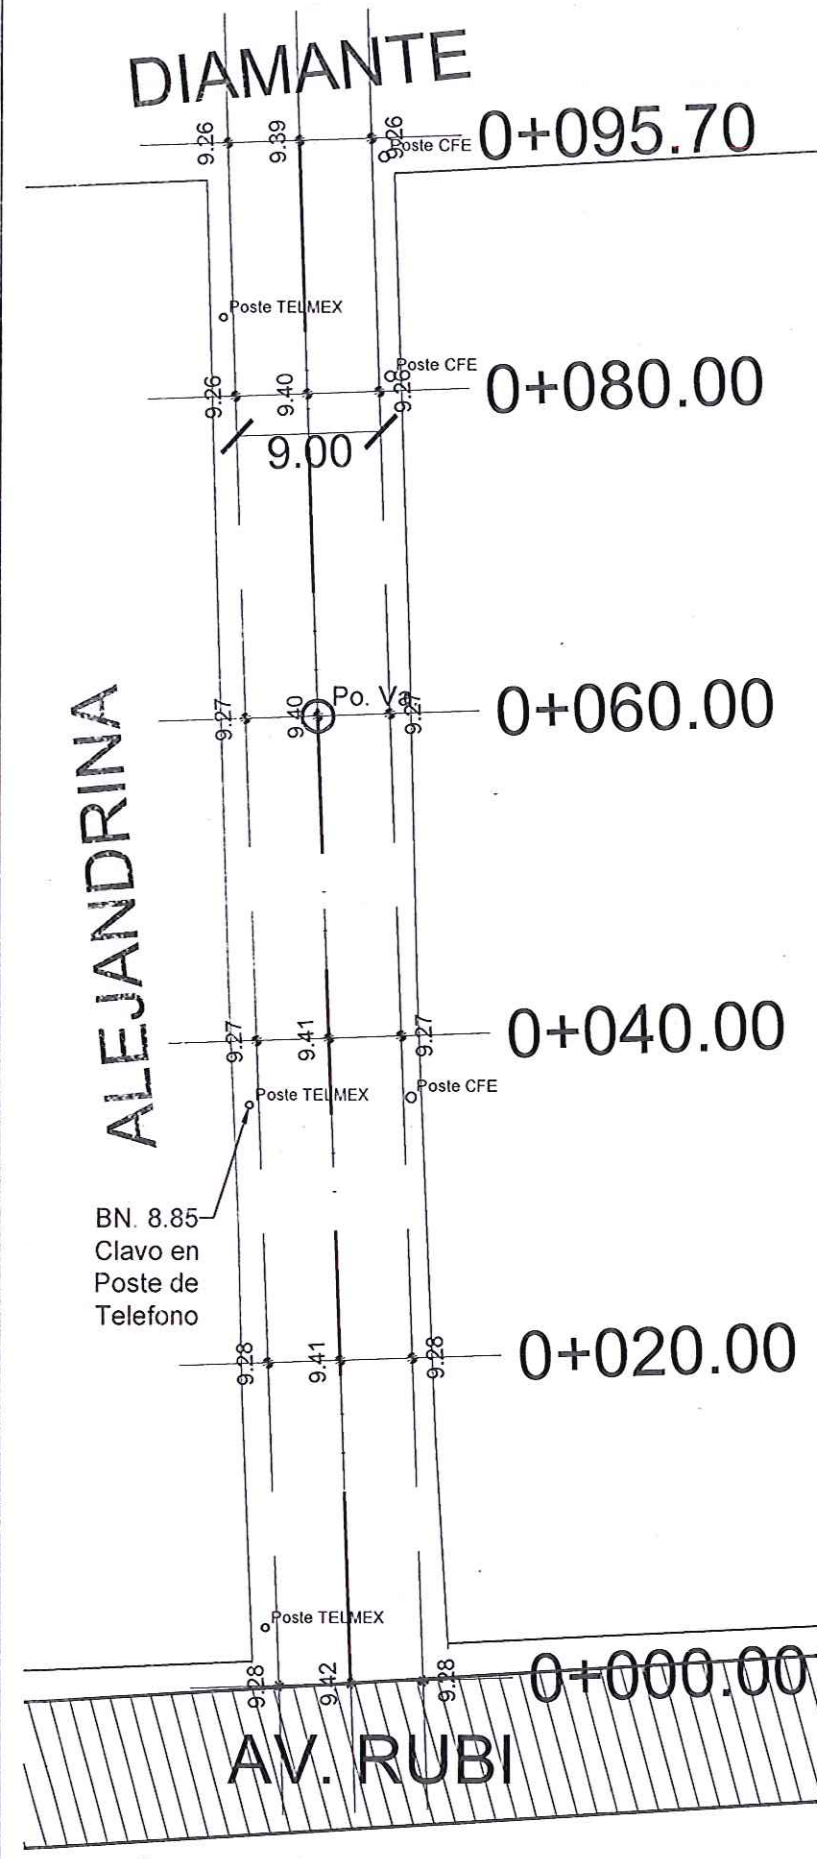 DIAMANTE
9.26
9.39
9.26
Poste CFE
0+095.70
Poste TELMEX
Poste CFE
9.26
9.40
9.26
0+080.00
9.00
ALEJANDRINA
9.27
9.40
Po. V
9.27
0+060.00
9.27
9.41
9.27
0+040.00
Poste TELMEX
Poste CFE
BN. 8.85
Clavo en
Poste de
Telefono
9.28
9.41
9.28
0+020.00
Poste TELMEX
9.28
9.42
9.28
0+000.00
AV. RUBI